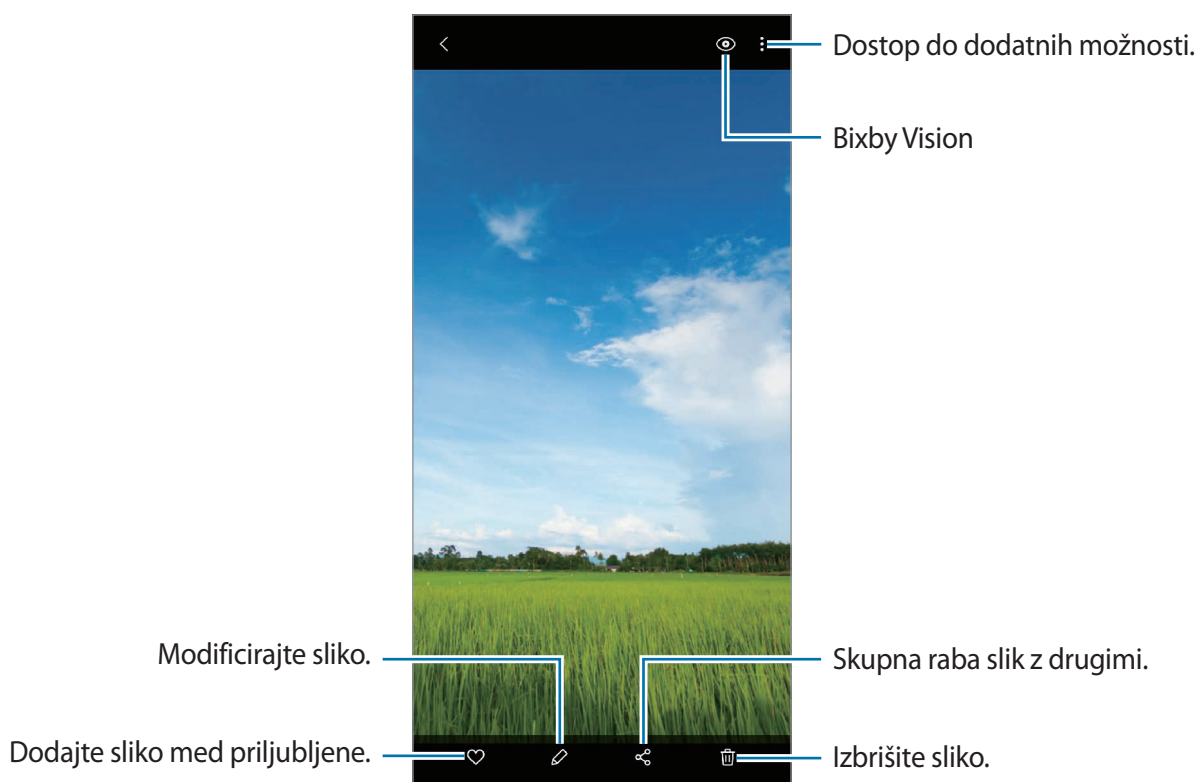 Dostop do dodatnih možnosti.
Bixby Vision
Modificirajte sliko.
Skupna raba slik z drugimi.
Dodajte sliko med priljubljene.
Izbrišite sliko.